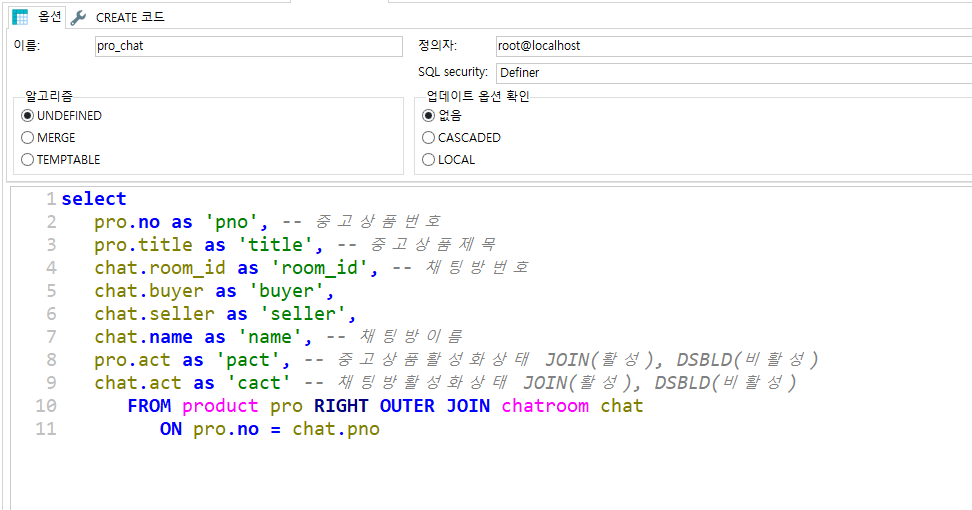 옵션 CREATE 코드
이름: pro_chat 정의자: root@localhost
SQL security: Definer
알고리즘 업데이트 옵션 확인
UNDEFINED 없음
MERGE CASCADED
TEMPTABLE LOCAL
1 select
2 pro.no as 'pno', -- 중고상품번호
3 pro.title as 'title', -- 중고상품제목
4 chat.room_id as 'room_id', -- 채팅방번호
5 chat.buyer as 'buyer',
6 chat.seller as 'seller',
7 chat.name as 'name', -- 채팅방이름
8 pro.act as 'pact', -- 중고상품활성화상태 JOIN(활성), DSBLD(비활성)
9 chat.act as 'cact' -- 채팅방활성화상태 JOIN(활성), DSBLD(비활성)
10 FROM product pro RIGHT OUTER JOIN chatroom chat
11 ON pro.no = chat.pno